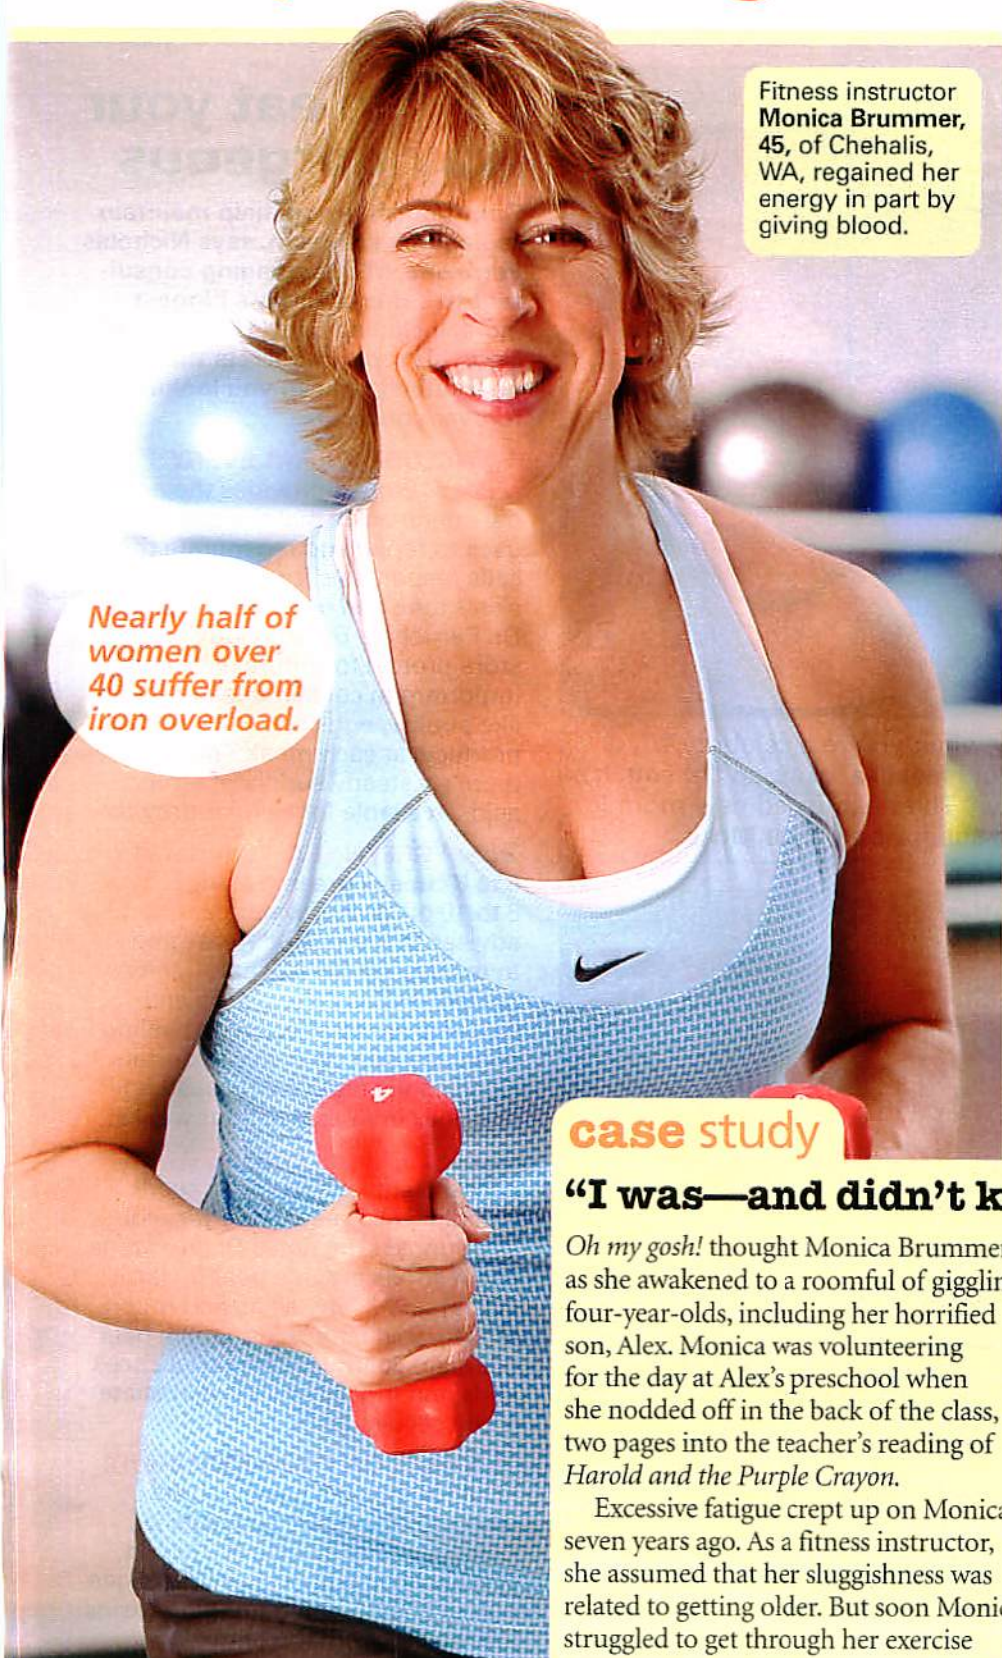 Fitness instructor
Monica Brummer,
45, of Chehalis,
WA, regained her
energy in part by
giving blood.
Nearly half of
women over
40 suffer from
iron overload.
4
case study
“I was—and didn’t k
Oh my gosh! thought Monica Brummer
as she awakened to a roomful of gigglin
four-year-olds, including her horrified
son, Alex. Monica was volunteering
for the day at Alex’s preschool when
she nodded off in the back of the class,
two pages into the teacher’s reading of
Harold and the Purple Crayon.
Excessive fatigue crept up on Monica
seven years ago. As a fitness instructor,
she assumed that her sluggishness was
related to getting older. But soon Monic
struggled to get through her exercise